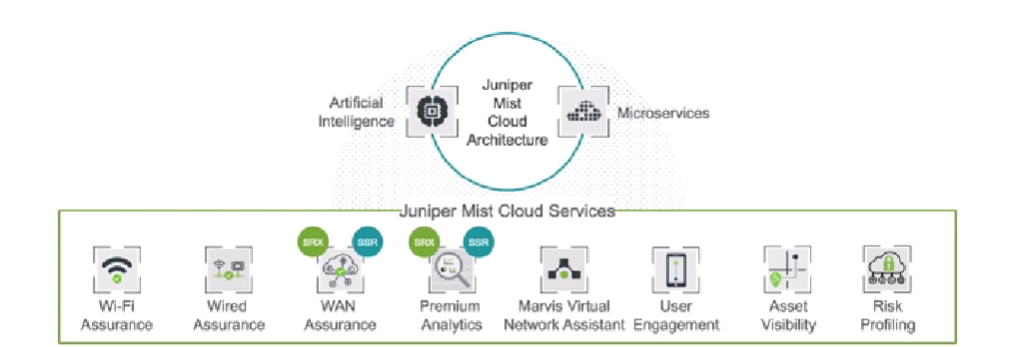 Juniper
Mist
Cloud
Architecture
Artificial
Intelligence
Microservices
Juniper Mist Cloud Services
SRX SSR
SRX SSR
Wi-Fi
Assurance
Wired
Assurance
WAN
Assurance
Premium
Analytics
Marvis Virtual
Network Assistant
User
Engagement
Asset
Visibility
Risk
Profiling